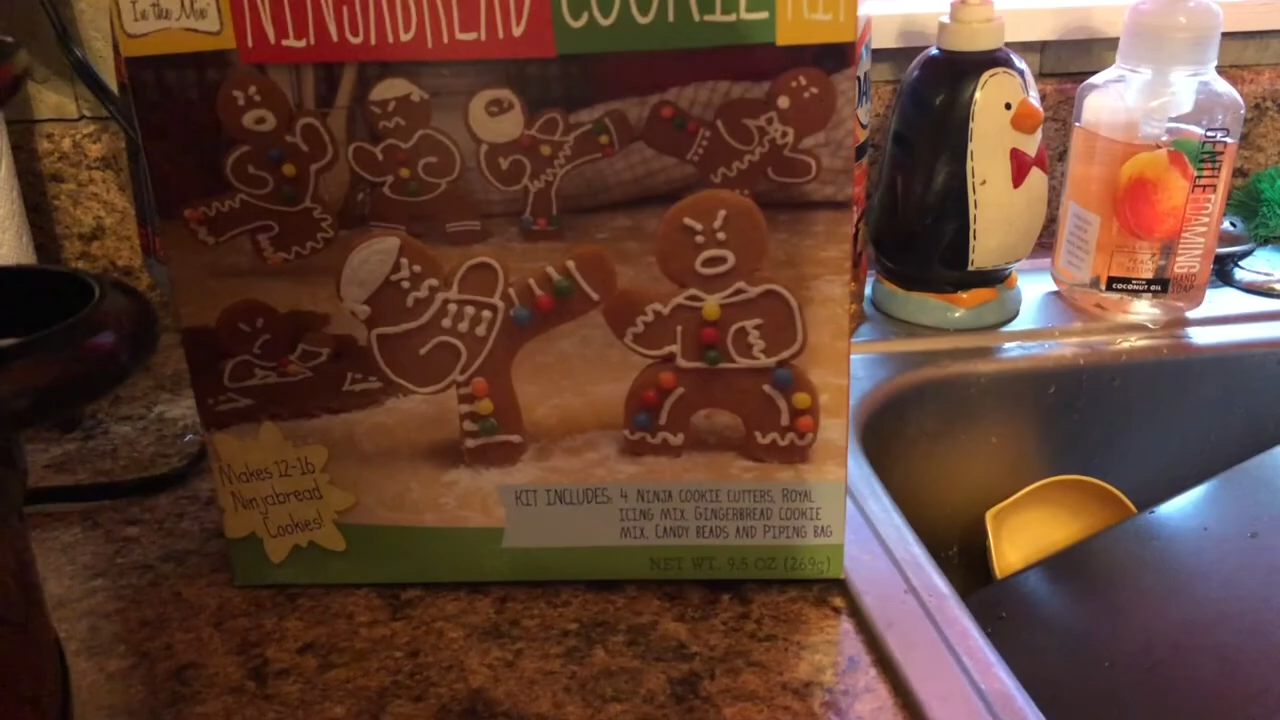 In the Mix
NINJABREAD COOKIE KIT
Makes 12-16
Ninjabread
Cookies!
KIT INCLUDES: 4 NINJA COOKIE CUTTERS, ROYAL
ICING MIX, GINGERBREAD COOKIE
MIX, CANDY BEADS AND PIPING BAG
NET WT. 9.5 OZ (269g)
GENTLE FOAMING
HAND
SOAP
WITH
COCONUT OIL